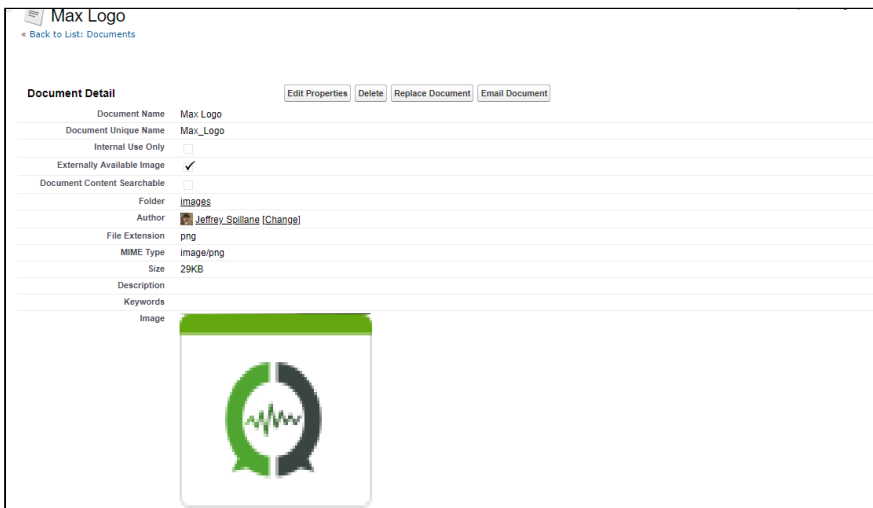 Max Logo
« Back to List: Documents
Document Detail
Edit Properties Delete Replace Document Email Document
Document Name Max Logo
Document Unique Name Max_Logo
Internal Use Only
Externally Available Image
Document Content Searchable
Folder images
Author Jeffrey Spillane [Change]
File Extension png
MIME Type image/png
Size 29KB
Description
Keywords
Image